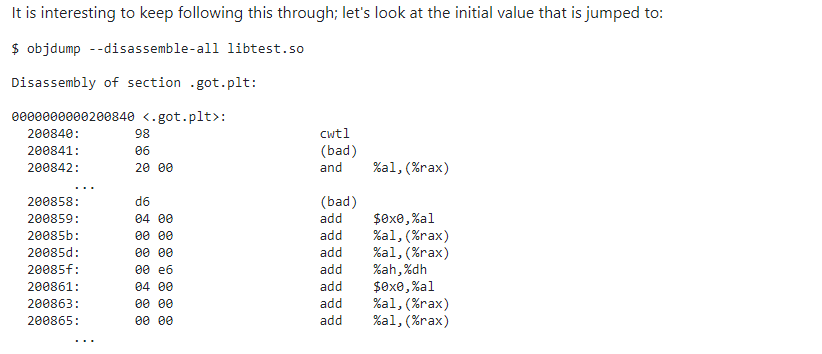 It is interesting to keep following this through; let's look at the initial value that is jumped to:
$ objdump --disassemble-all libtest.so
Disassembly of section .got.plt:
0000000000200840 <.got.plt>:
200840: 98 cwtl
200841: 06 (bad)
200842: 20 00 and %al,(%rax)
...
200858: d6 (bad)
200859: 04 00 add $0x0,%al
20085b: 00 00 add %al,(%rax)
20085d: 00 00 add %al,(%rax)
20085f: 00 e6 add %ah,%dh
200861: 04 00 add $0x0,%al
200863: 00 00 add %al,(%rax)
200865: 00 00 add %al,(%rax)
...